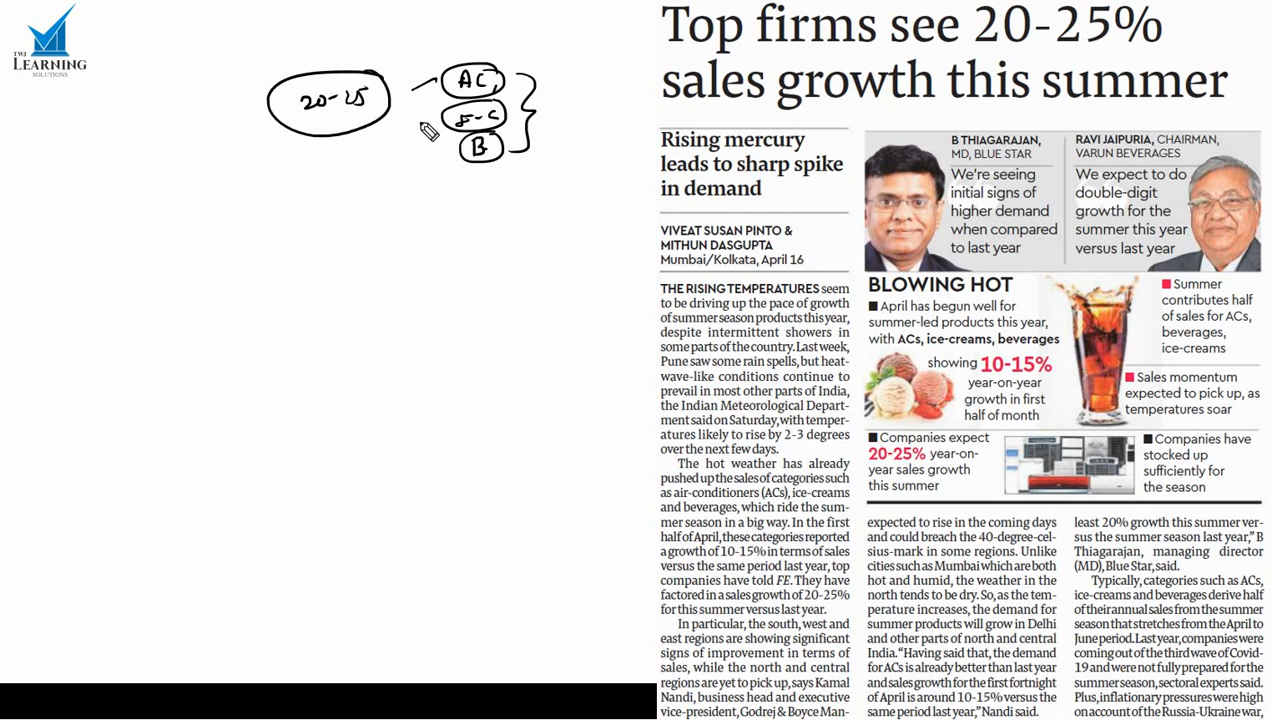 TWJ
LEARNING
SOLUTIONS
20-25
AC
B
Top firms see 20-25%
sales growth this summer
Rising mercury
leads to sharp spike
in demand
VIVEAT SUSAN PINTO &
MITHUN DASGUPTA
Mumbai/Kolkata, April 16
THE RISING TEMPERATURES seem
to be driving up the pace of growth
of summer season products this year,
despite intermittent showers in
some parts of the country. Last week,
Pune saw some rain spells, but heat-
wave-like conditions continue to
prevail in most other parts of India,
the Indian Meteorological Depart-
ment said on Saturday, with temper-
atures likely to rise by 2-3 degrees
over the next few days.
The hot weather has already
pushed up the sales of categories such
as air-conditioners (ACs), ice-creams
and beverages, which ride the sum-
mer season in a big way. In the first
half of April, these categories reported
a growth of 10-15% in terms of sales
versus the same period last year, top
companies have told FE. They have
factored in a sales growth of 20-25%
for this summer versus last year.
In particular, the south, west and
east regions are showing significant
signs of improvement in terms of
sales, while the north and central
regions are yet to pick up, says Kamal
Nandi, business head and executive
vice-president, Godrej & Boyce Man-
B THIAGARAJAN,
MD, BLUE STAR
We're seeing
initial signs of
higher demand
when compared
to last year
RAVI JAIPURIA, CHAIRMAN,
VARUN BEVERAGES
We expect to do
double-digit
growth for the
summer this year
versus last year
BLOWING HOT
April has begun well for
summer-led products this year,
with ACs, ice-creams, beverages
showing 10-15%
year-on-year
growth in first
half of month
Summer
contributes half
of sales for ACs,
beverages,
ice-creams
Sales momentum
expected to pick up, as
temperatures soar
Companies expect
20-25% year-on-
year sales growth
this summer
Companies have
stocked up
sufficiently for
the season
expected to rise in the coming days
and could breach the 40-degree-cel-
sius-mark in some regions. Unlike
cities such as Mumbai which are both
hot and humid, the weather in the
north tends to be dry. So, as the tem-
perature increases, the demand for
summer products will grow in Delhi
and other parts of north and central
India. "Having said that, the demand
for ACs is already better than last year
and sales growth for the first fortnight
of April is around 10-15% versus the
same period last year," Nandi said.
least 20% growth this summer ver-
sus the summer season last year," B
Thiagarajan, managing director
(MD), Blue Star, said.
Typically, categories such as ACs,
ice-creams and beverages derive half
of their annual sales from the summer
season that stretches from the April to
June period. Last year, companies were
coming out of the third wave of Covid-
19 and were not fully prepared for the
summer season, sectoral experts said.
Plus, inflationary pressures were high
on account of the Russia-Ukraine war,